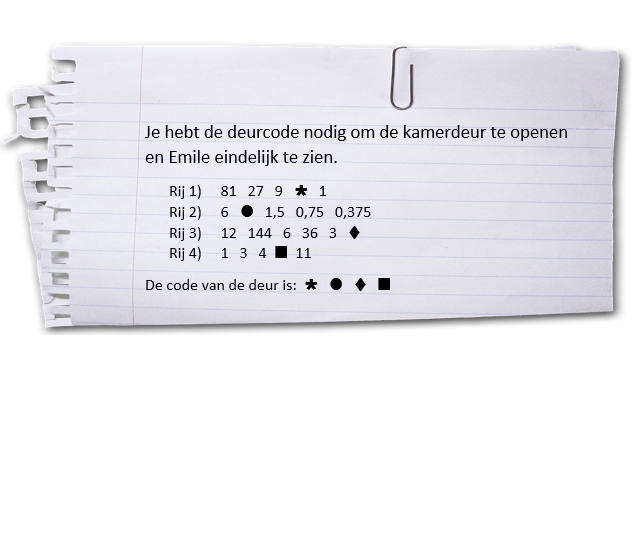 Je hebt de deurcode nodig om de kamerdeur te openen
en Emile eindelijk te zien.
Rij 1) 81 27 9 * 1
Rij 2) 6 ● 1,5 0,75 0,375
Rij 3) 12 144 6 36 3 ♦
Rij 4) 1 3 4 ■ 11
De code van de deur is: * ● ♦ ■